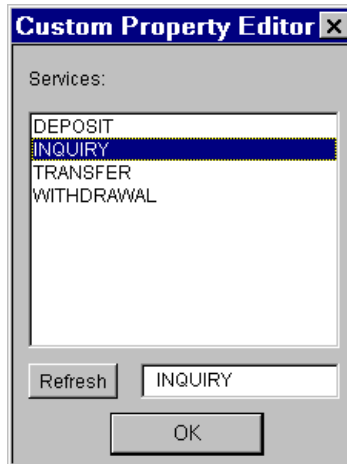 Custom Property Editor
Services:
DEPOSIT
INQUIRY
TRANSFER
WITHDRAWAL
Refresh INQUIRY
OK